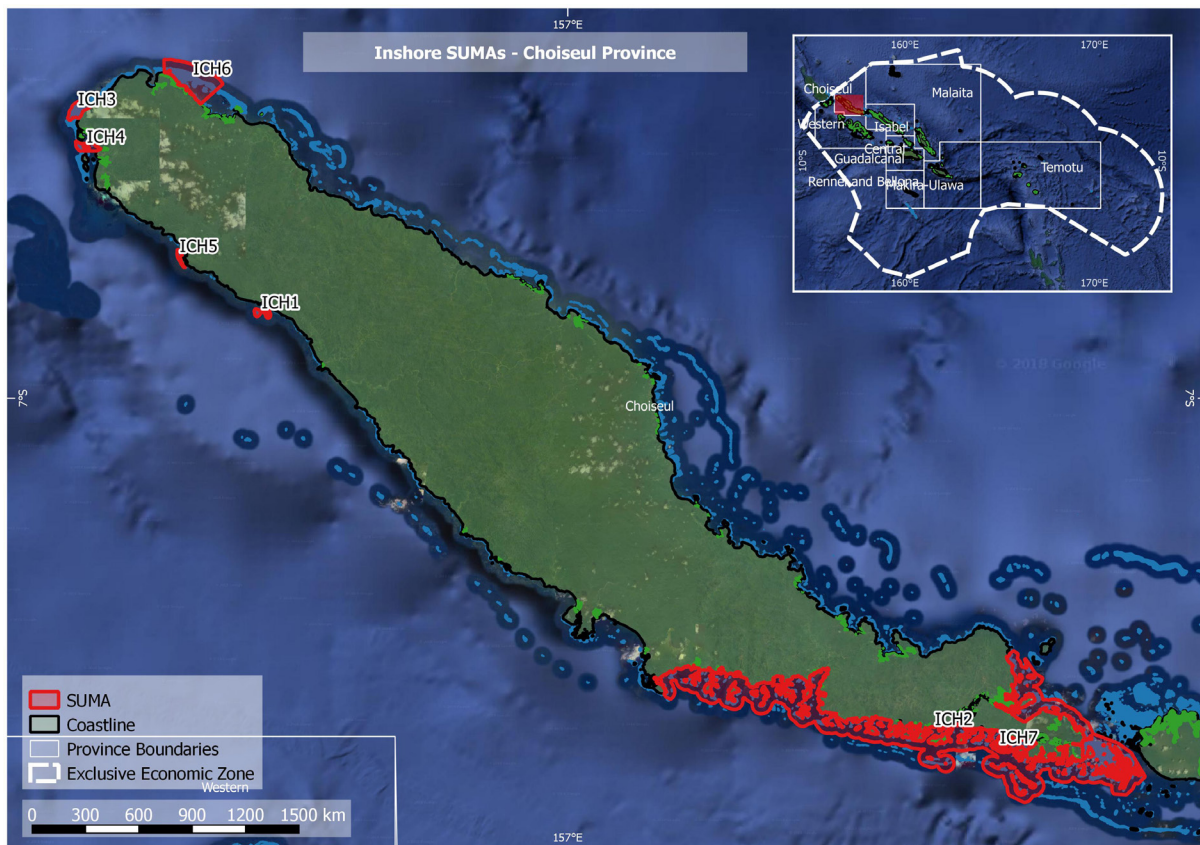 157°E
Inshore SUMAs - Choiseul Province
160°E
170°E
Choiseul
Malaita
Western
Isabel
Central
Guadalcanal
Rennel and Bellona
Makira-Ulawa
Temotu
10°S
10°S
160°E
170°E
ICH6
ICH3
ICH4
ICH5
ICH1
© 2018 Google
7°S
7°S
Choiseul
ICH2
ICH7
SUMA
Coastline
Province Boundaries
Exclusive Economic Zone
Western
0 300 600 900 1200 1500 km
157°E